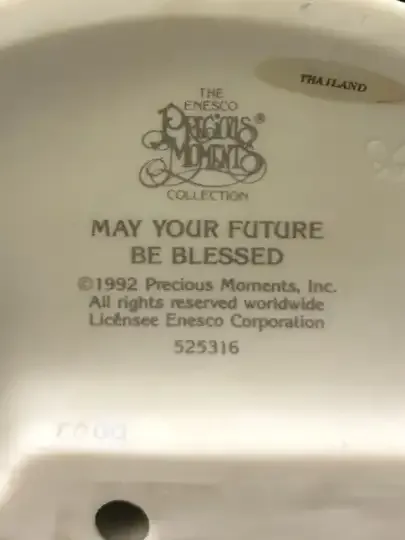 THAILAND
THE
ENESCO
PRECIOUS®
MOMENTS
COLLECTION
MAY YOUR FUTURE
BE BLESSED
©1992 Precious Moments, Inc.
All rights reserved worldwide
Licensee Enesco Corporation
525316